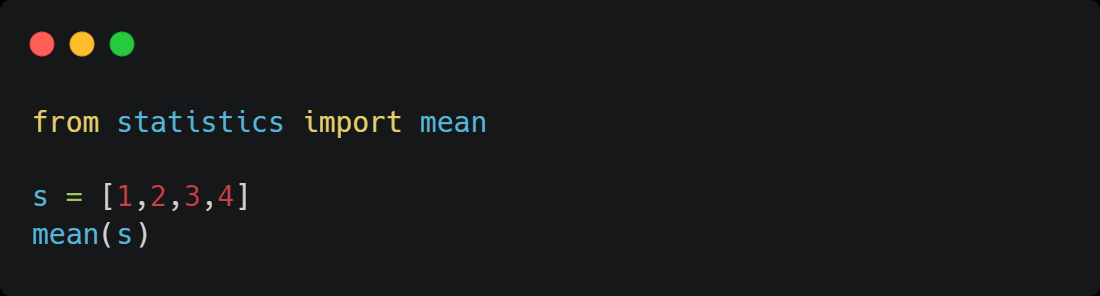 from statistics import mean
s = [1,2,3,4]
mean(s)